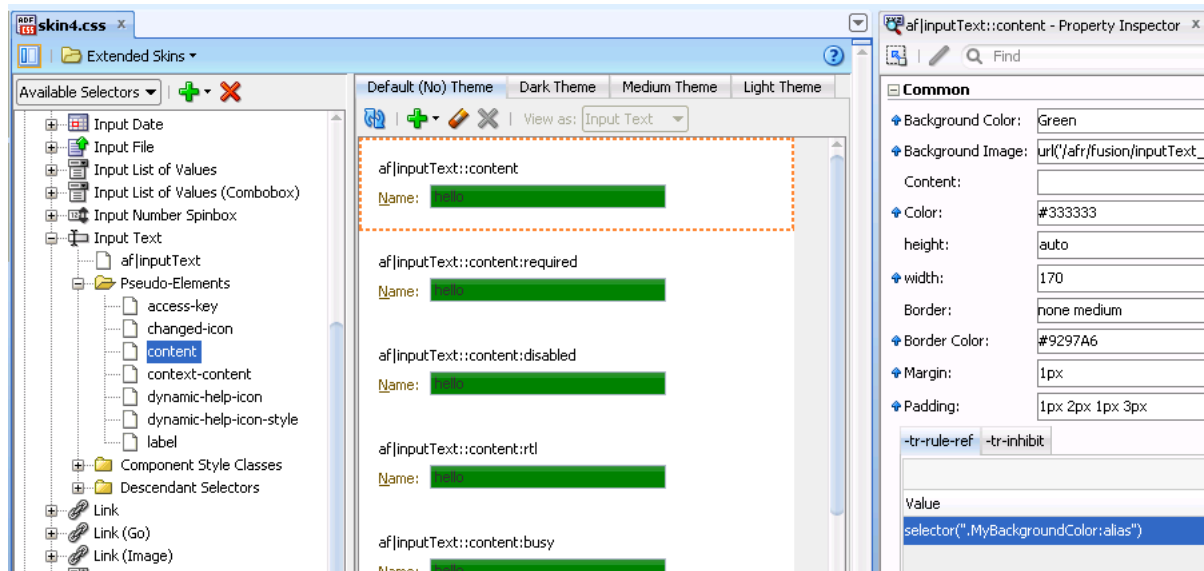 skin4.css
Extended Skins
Available Selectors
Input Date
Input File
Input List of Values
Input List of Values (Combobox)
Input Number Spinbox
Input Text
af|inputText
Pseudo-Elements
access-key
changed-icon
content
context-content
dynamic-help-icon
dynamic-help-icon-style
label
Component Style Classes
Descendant Selectors
Link
Link (Go)
Link (Image)
Default (No) Theme Dark Theme Medium Theme Light Theme
View as: Input Text
af|inputText::content
Name: hello
af|inputText::content:required
Name: hello
af|inputText::content:disabled
Name: hello
af|inputText::content:rtl
Name: hello
af|inputText::content:busy
Name: hello
af|inputText::content - Property Inspector
Find
Common
Background Color: Green
Background Image: url('/afr/fusion/inputText_
Content:
Color: #333333
height: auto
width: 170
Border: none medium
Border Color: #9297A6
Margin: 1px
Padding: 1px 2px 1px 3px
-tr-rule-ref -tr-inhibit
Value
selector(".MyBackgroundColor:alias")